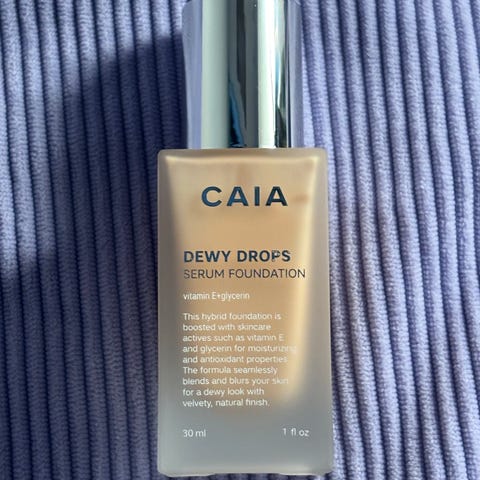 CAIA
DEWY DROPS
SERUM FOUNDATION
vitamin E+glycerin
This hybrid foundation is
boosted with skincare
actives such as vitamin E
and glycerin for moisturizing
and antioxidant properties.
The formula seamlessly
blends and blurs your skin
for a dewy look with
velvety, natural finish.
30 ml 1 fl oz